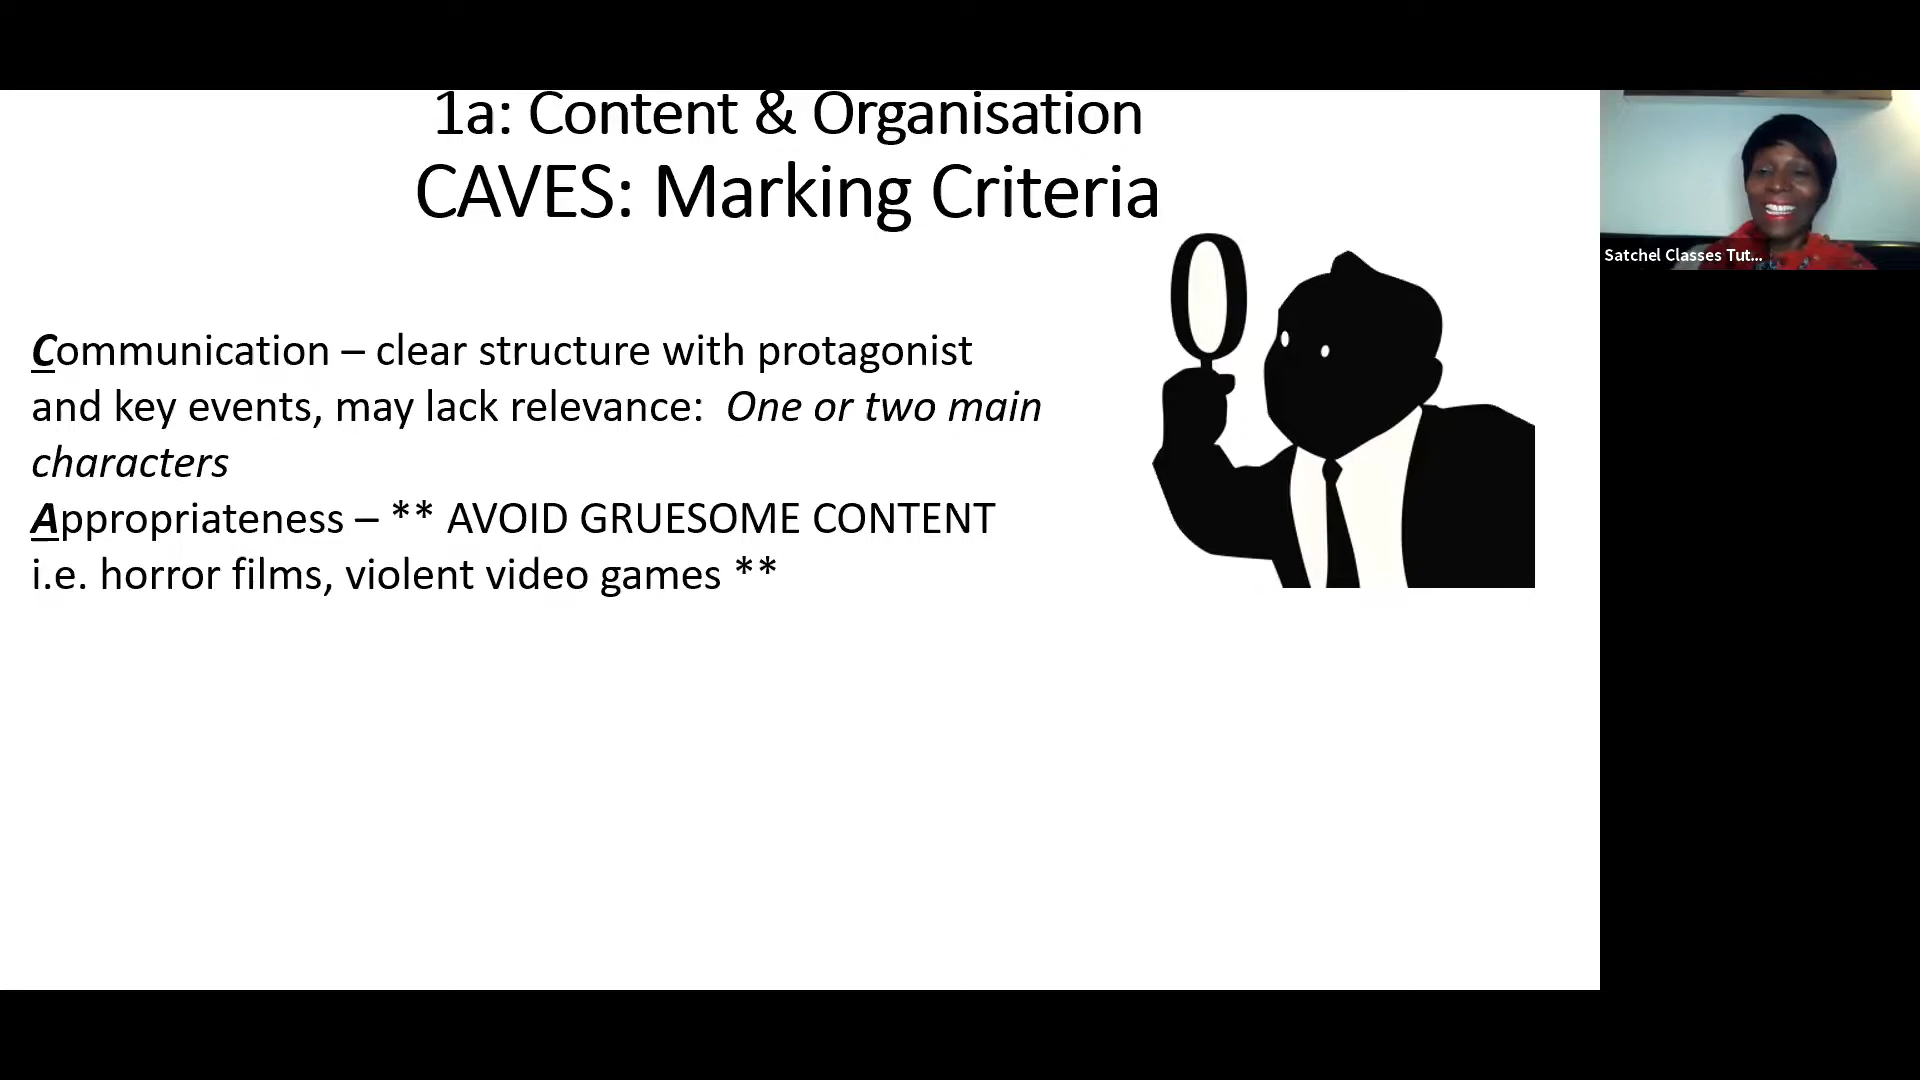 1a: Content & Organisation
CAVES: Marking Criteria
Communication – clear structure with protagonist
and key events, may lack relevance: One or two main
characters
Appropriateness – ** AVOID GRUESOME CONTENT
i.e. horror films, violent video games **
Satchel Classes Tut...